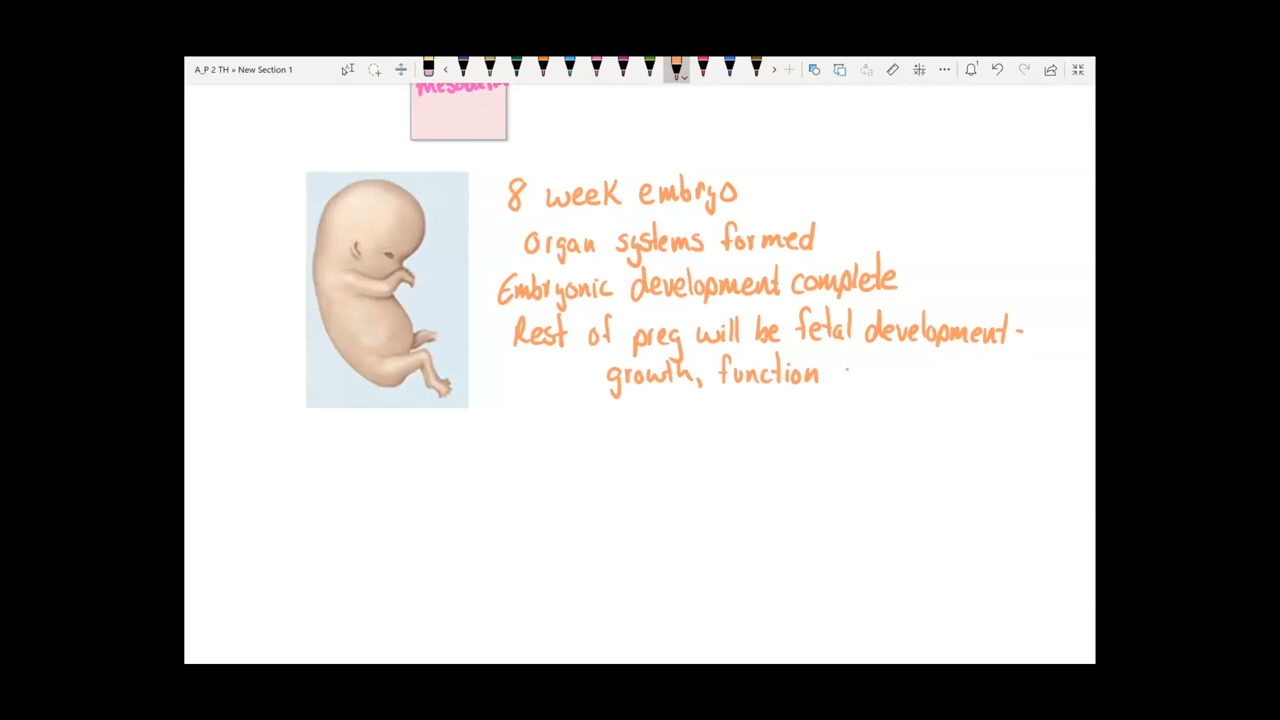 A_P 2 TH » New Section 1
8 week embryo
Organ systems formed
Embryonic development complete
Rest of preg will be fetal development-
growth, function